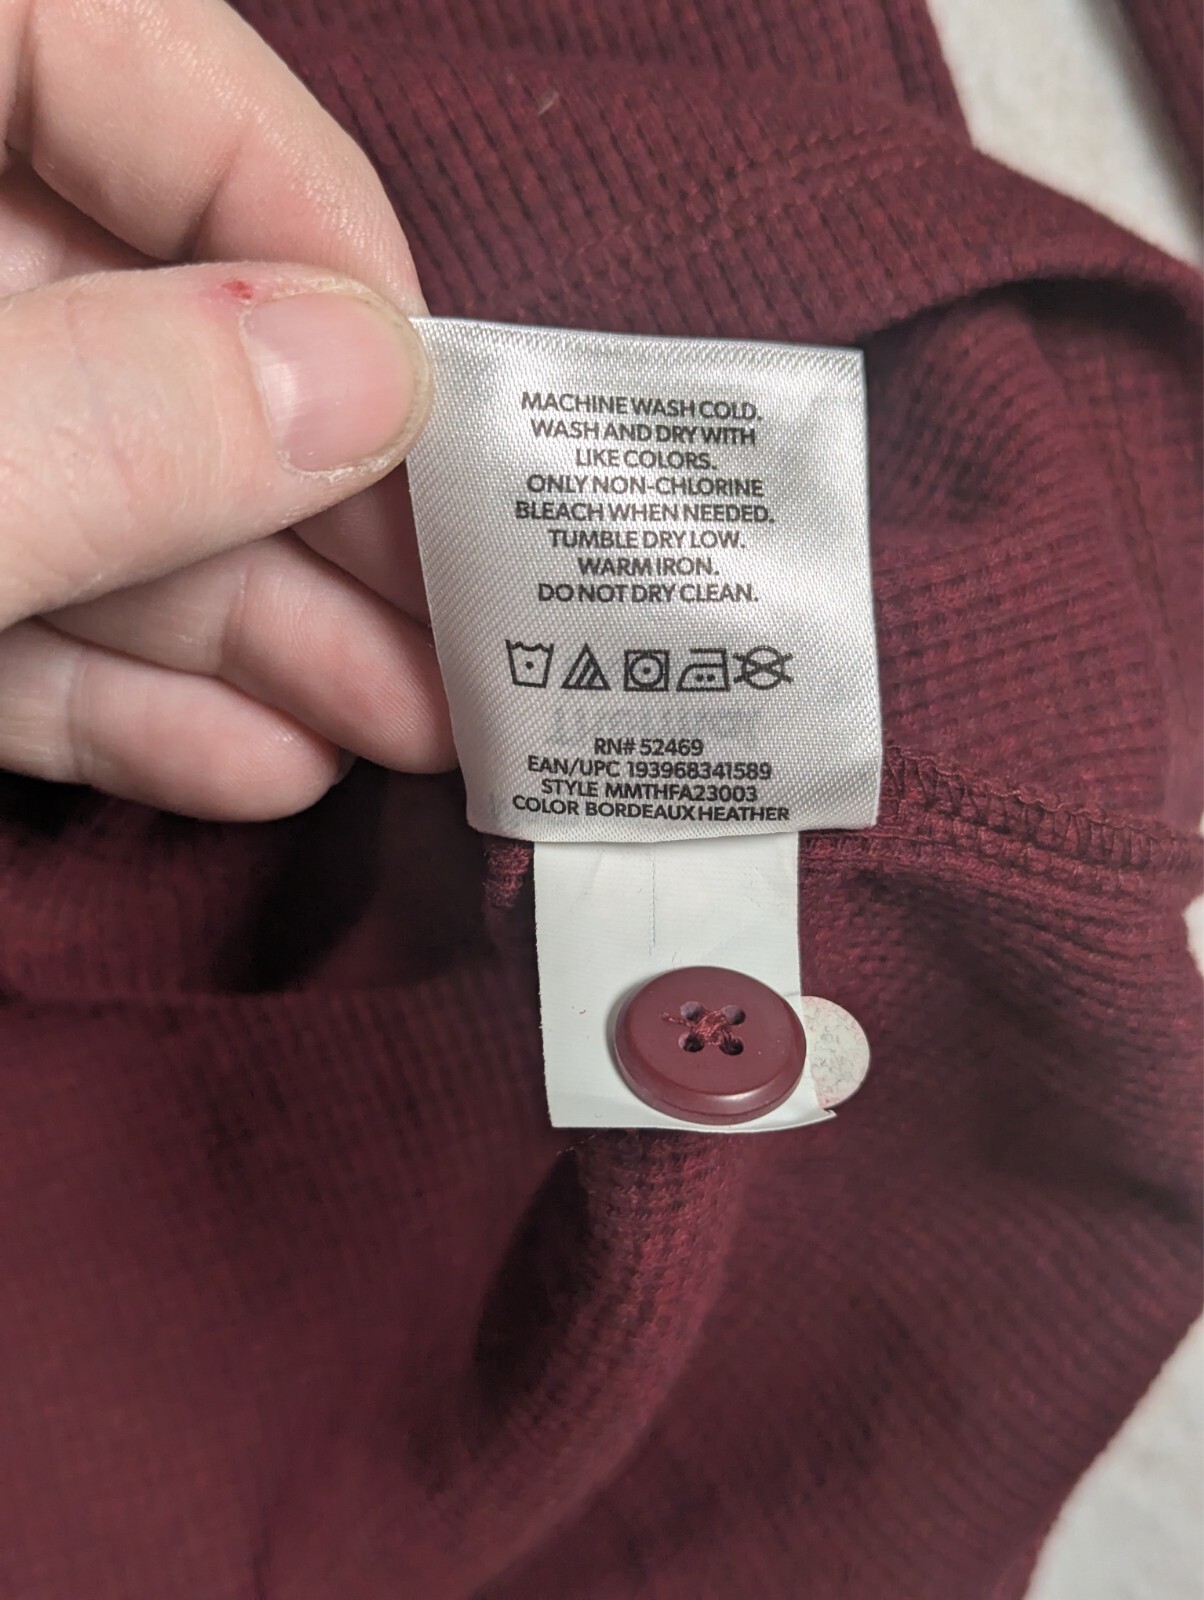 MACHINE WASH COLD.
WASH AND DRY WITH
LIKE COLORS.
ONLY NON-CHLORINE
BLEACH WHEN NEEDED.
TUMBLE DRY LOW.
WARM IRON.
DO NOT DRY CLEAN.
RN# 52469
EAN/UPC 193968341589
STYLE MMTHFA23003
COLOR BORDEAUX HEATHER